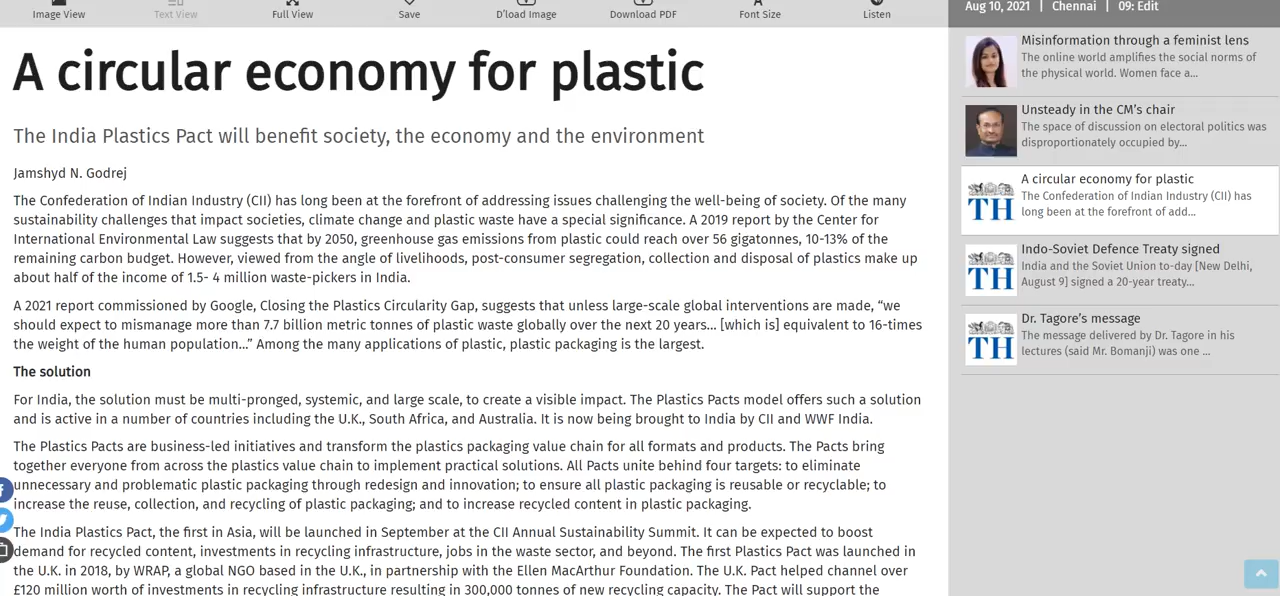 Image View
Text View
Full View
Save
D'load Image
Download PDF
Font Size
Listen
A circular economy for plastic
The India Plastics Pact will benefit society, the economy and the environment
Jamshyd N. Godrej
The Confederation of Indian Industry (CII) has long been at the forefront of addressing issues challenging the well-being of society. Of the many
sustainability challenges that impact societies, climate change and plastic waste have a special significance. A 2019 report by the Center for
International Environmental Law suggests that by 2050, greenhouse gas emissions from plastic could reach over 56 gigatonnes, 10-13% of the
remaining carbon budget. However, viewed from the angle of livelihoods, post-consumer segregation, collection and disposal of plastics make up
about half of the income of 1.5- 4 million waste-pickers in India.
A 2021 report commissioned by Google, Closing the Plastics Circularity Gap, suggests that unless large-scale global interventions are made, “we
should expect to mismanage more than 7.7 billion metric tonnes of plastic waste globally over the next 20 years... [which is] equivalent to 16-times
the weight of the human population...” Among the many applications of plastic, plastic packaging is the largest.
The solution
For India, the solution must be multi-pronged, systemic, and large scale, to create a visible impact. The Plastics Pacts model offers such a solution
and is active in a number of countries including the U.K., South Africa, and Australia. It is now being brought to India by CII and WWF India.
The Plastics Pacts are business-led initiatives and transform the plastics packaging value chain for all formats and products. The Pacts bring
together everyone from across the plastics value chain to implement practical solutions. All Pacts unite behind four targets: to eliminate
unnecessary and problematic plastic packaging through redesign and innovation; to ensure all plastic packaging is reusable or recyclable; to
increase the reuse, collection, and recycling of plastic packaging; and to increase recycled content in plastic packaging.
The India Plastics Pact, the first in Asia, will be launched in September at the CII Annual Sustainability Summit. It can be expected to boost
demand for recycled content, investments in recycling infrastructure, jobs in the waste sector, and beyond. The first Plastics Pact was launched in
the U.K. in 2018, by WRAP, a global NGO based in the U.K., in partnership with the Ellen MacArthur Foundation. The U.K. Pact helped channel over
£120 million worth of investments in recycling infrastructure resulting in 300,000 tonnes of new recycling capacity. The Pact will support the
Aug 10, 2021 | Chennai | 09: Edit
Misinformation through a feminist lens
The online world amplifies the social norms of
the physical world. Women face a...
Unsteady in the CM’s chair
The space of discussion on electoral politics was
disproportionately occupied by...
TH
A circular economy for plastic
The Confederation of Indian Industry (CII) has
long been at the forefront of add...
TH
Indo-Soviet Defence Treaty signed
India and the Soviet Union to-day [New Delhi,
August 9] signed a 20-year treaty...
TH
Dr. Tagore’s message
The message delivered by Dr. Tagore in his
lectures (said Mr. Bomanji) was one ...